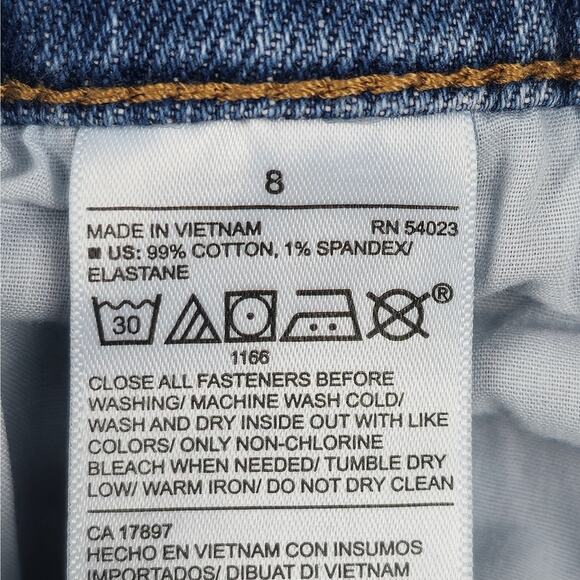 8
MADE IN VIETNAM RN 54023
■ US: 99% COTTON, 1% SPANDEX/
ELASTANE
30 ®
1166
CLOSE ALL FASTENERS BEFORE
WASHING/ MACHINE WASH COLD/
WASH AND DRY INSIDE OUT WITH LIKE
COLORS/ ONLY NON-CHLORINE
BLEACH WHEN NEEDED/ TUMBLE DRY
LOW/ WARM IRON/ DO NOT DRY CLEAN
CA 17897
HECHO EN VIETNAM CON INSUMOS
IMPORTADOS/ DIBUAT DI VIETNAM